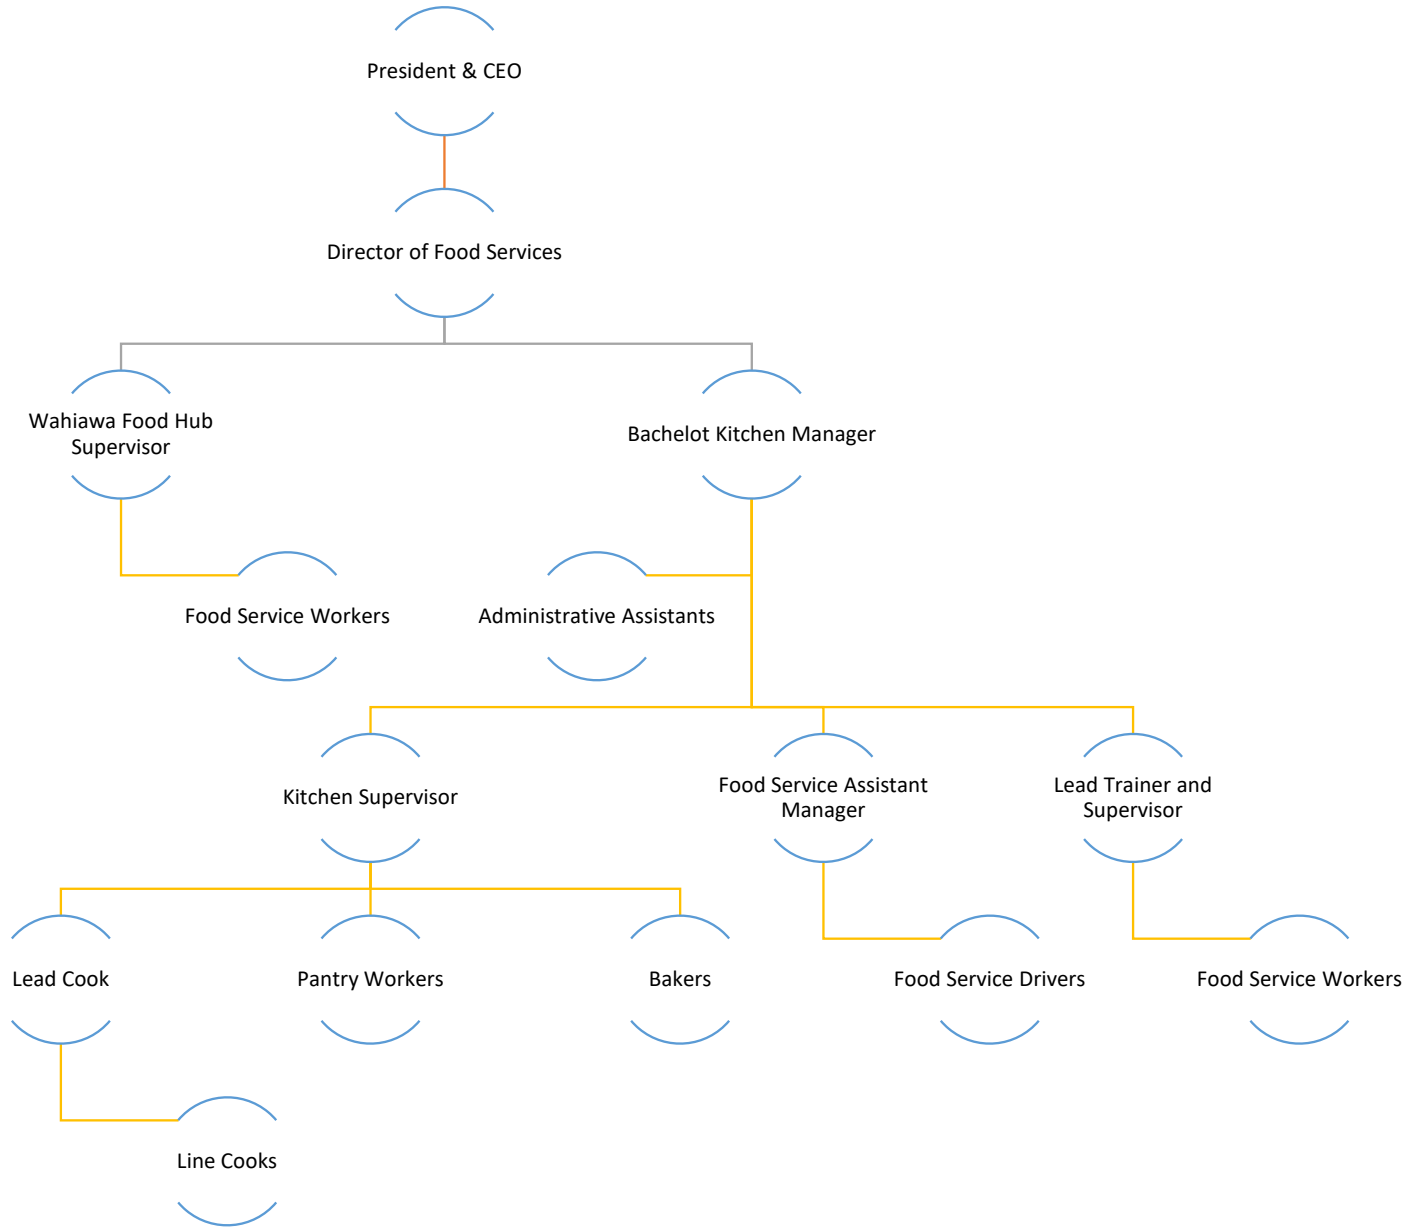 President & CEO
Director of Food Services
Wahiawa Food Hub
Supervisor
Bachelot Kitchen Manager
Food Service Workers
Administrative Assistants
Kitchen Supervisor
Food Service Assistant
Manager
Lead Trainer and
Supervisor
Lead Cook
Pantry Workers
Bakers
Food Service Drivers
Food Service Workers
Line Cooks